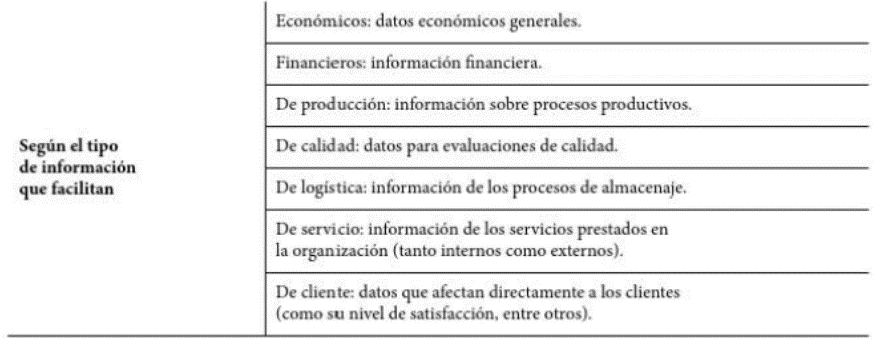 Según el tipo
de información
que facilitan
Económicos: datos económicos generales.
Financieros: información financiera.
De producción: información sobre procesos productivos.
De calidad: datos para evaluaciones de calidad.
De logística: información de los procesos de almacenaje.
De servicio: información de los servicios prestados en
la organización (tanto internos como externos).
De cliente: datos que afectan directamente a los clientes
(como su nivel de satisfacción, entre otros).